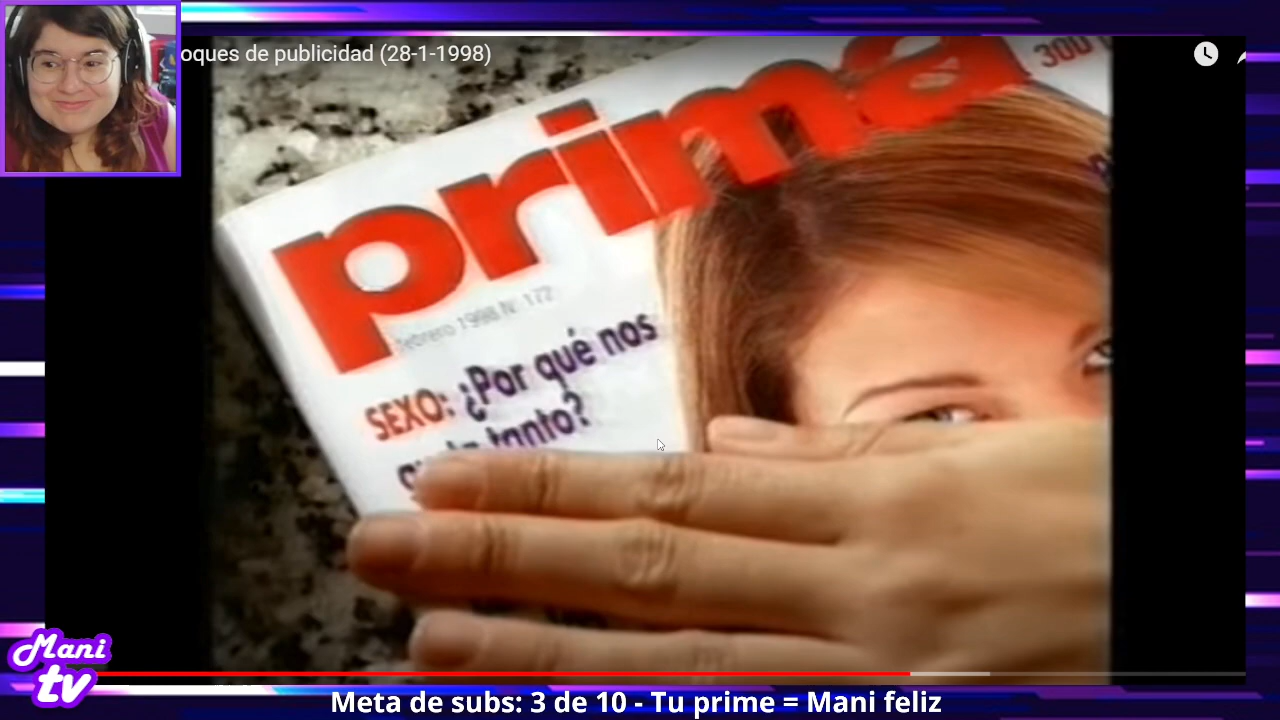 oques de publicidad (28-1-1998)
prima
300
febrero 1998 N. 172
SEXO: ¿Por qué nos
tanto?
Mani
tv
Meta de subs: 3 de 10 - Tu prime = Mani feliz